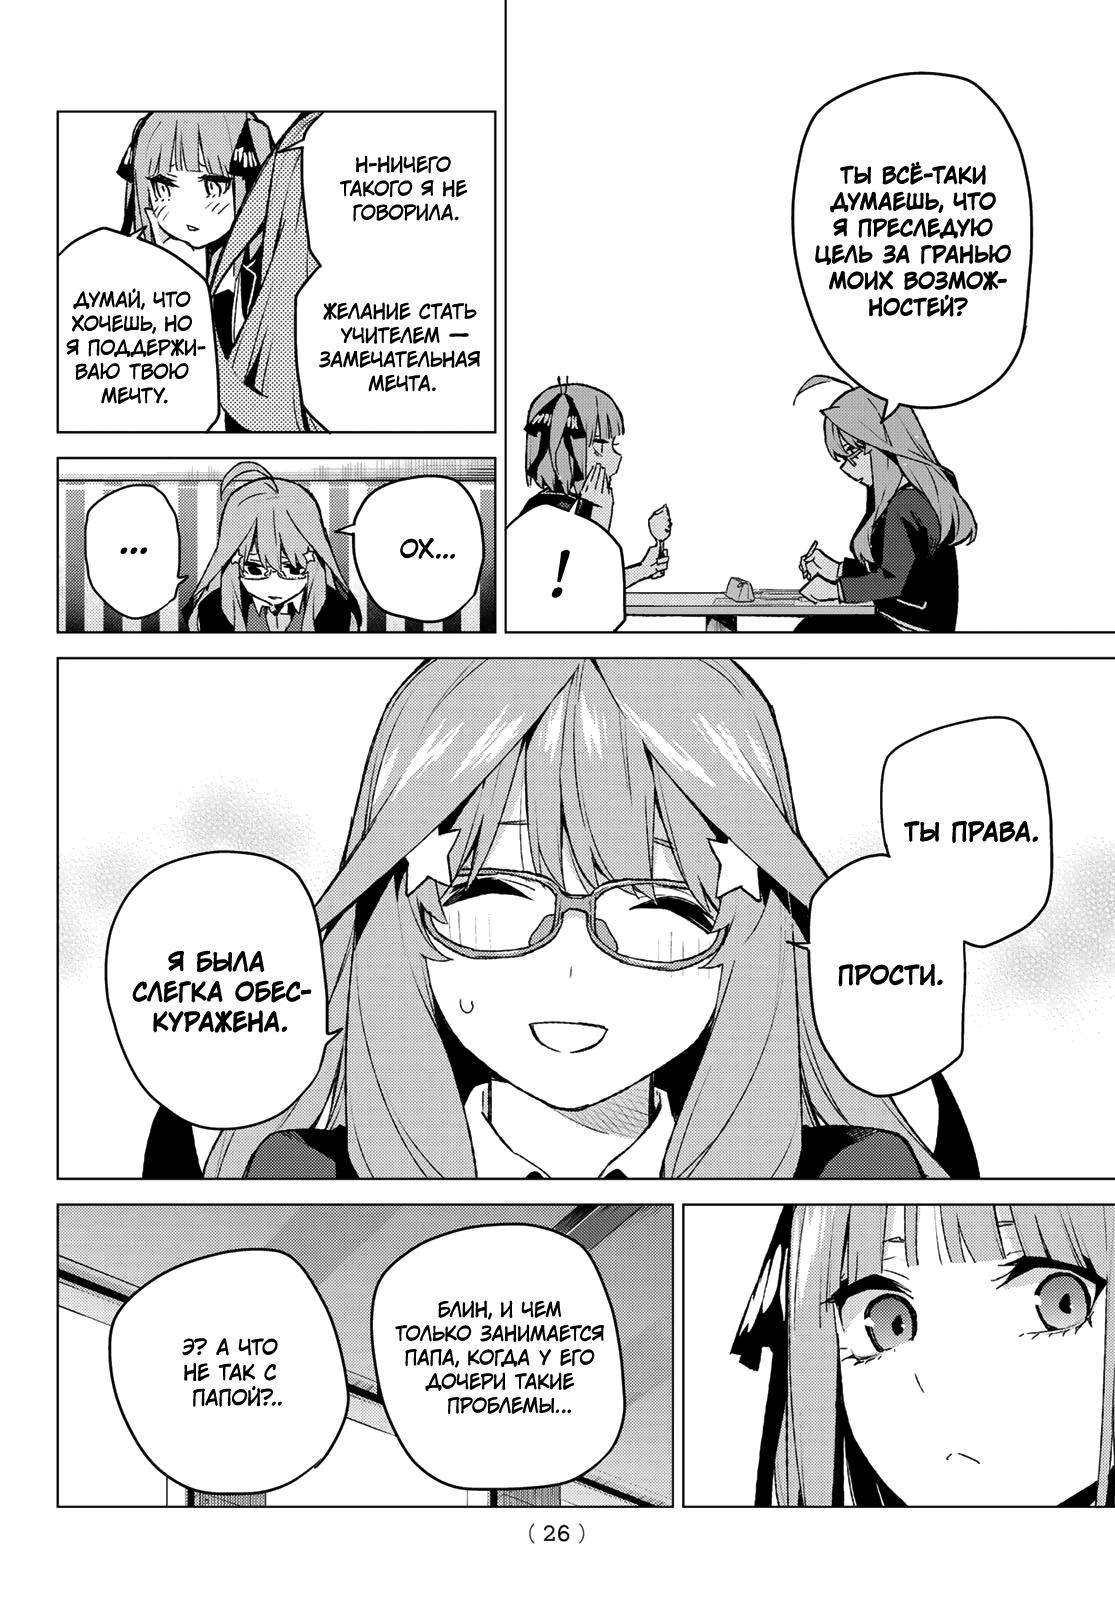 ТЫ ВСЁ-ТАКИ
ДУМАЕШЬ, ЧТО
Я ПРЕСЛЕДУЮ
ЦЕЛЬ ЗА ГРАНЬЮ
МОИХ ВОЗМОЖ-
НОСТЕЙ?
!
Н-НИЧЕГО
ТАКОГО Я НЕ
ГОВОРИЛА.
ЖЕЛАНИЕ СТАТЬ
УЧИТЕЛЕМ —
ЗАМЕЧАТЕЛЬНАЯ
МЕЧТА.
ДУМАЙ, ЧТО
ХОЧЕШЬ, НО
Я ПОДДЕРЖИ-
ВАЮ ТВОЮ
МЕЧТУ.
ОХ...
...
ТЫ ПРАВА.
ПРОСТИ.
Я БЫЛА
СЛЕГКА ОБЕС-
КУРАЖЕНА.
БЛИН, И ЧЕМ
ТОЛЬКО ЗАНИМАЕТСЯ
ПАПА, КОГДА У ЕГО
ДОЧЕРИ ТАКИЕ
ПРОБЛЕМЫ...
Э? А ЧТО
НЕ ТАК С
ПАПОЙ?..
( 26 )